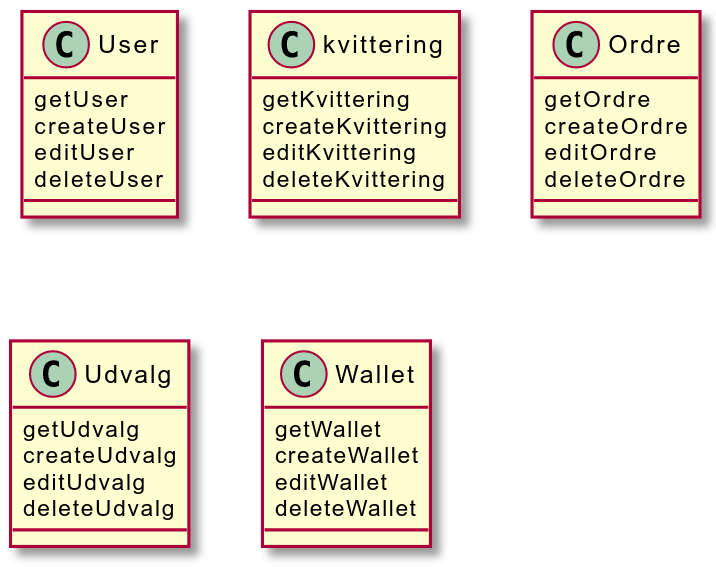 C User
getUser
createUser
editUser
deleteUser
C kvittering
getKvittering
createKvittering
editKvittering
deleteKvittering
C Ordre
getOrdre
createOrdre
editOrdre
deleteOrdre
C Udvalg
getUdvalg
createUdvalg
editUdvalg
deleteUdvalg
C Wallet
getWallet
createWallet
editWallet
deleteWallet